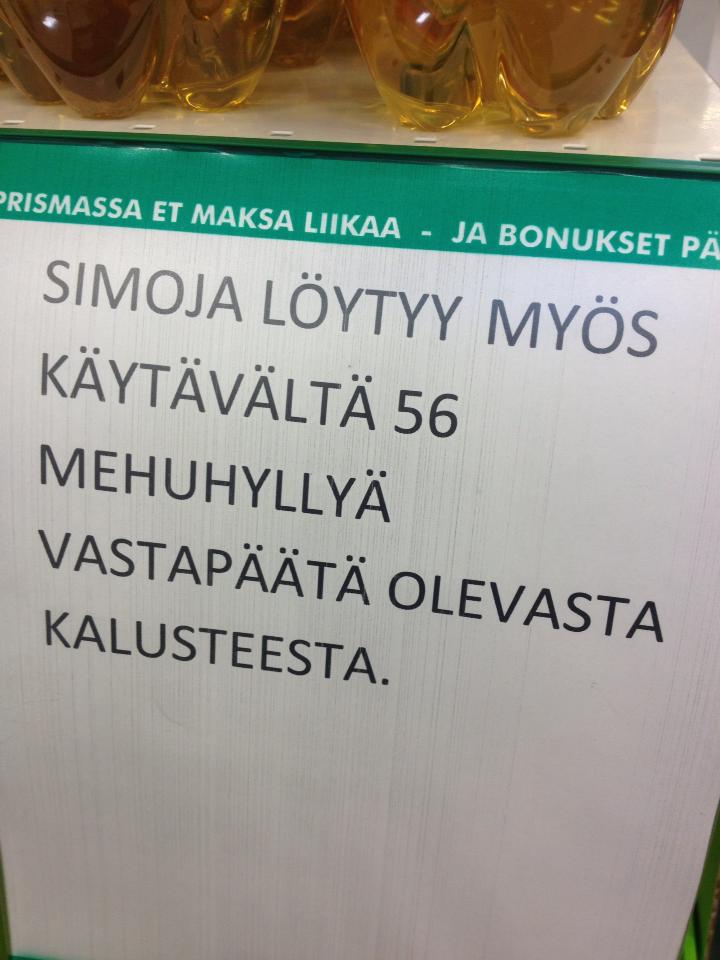 PRISMASSA ET MAKSA LIIKAA - JA BONUKSET
SIMOJA LÖYTYY MYÖS
KÄYTÄVÄLTÄ 56
MEHUHYLLYÄ
VASTAPÄÄTÄ OLEVASTA
KALUSTEESTA.